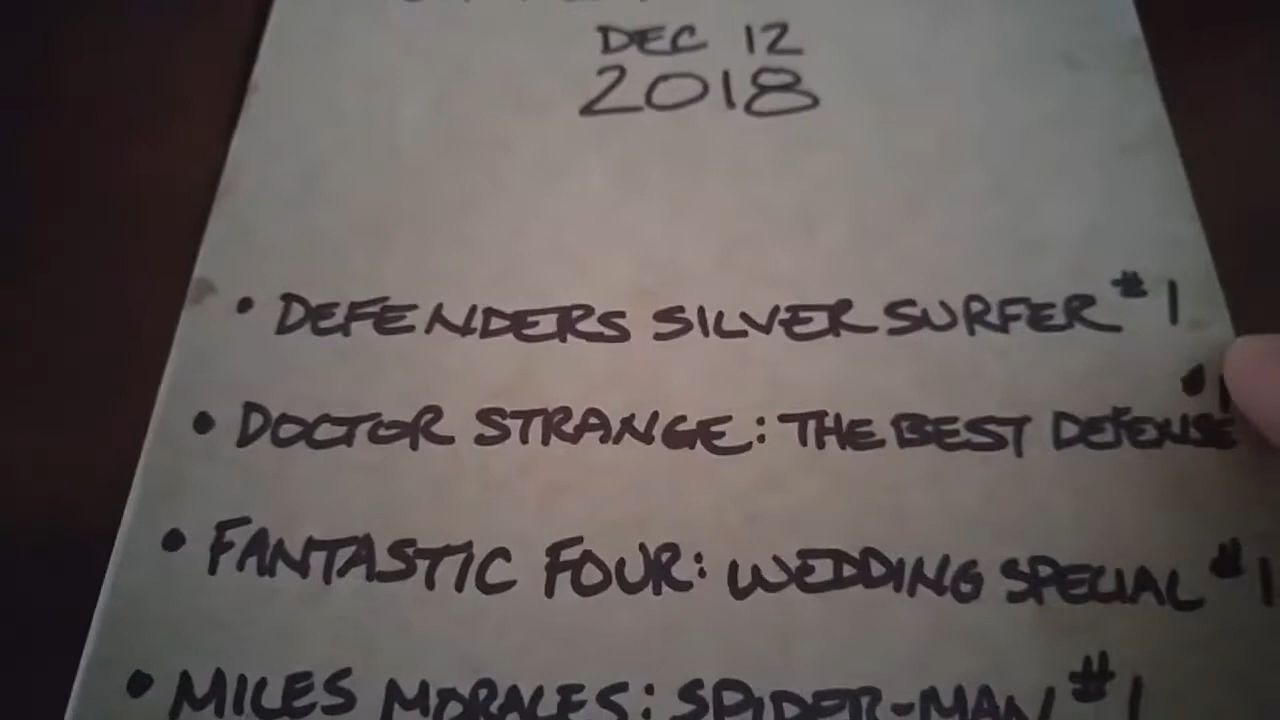 DEC 12
2018
• DEFENDERS SILVER SURFER #1
• DOCTOR STRANGE: THE BEST DEFENSE
• FANTASTIC FOUR: WEDDING SPECIAL #1
• MILES MORALES: SPIDER-MAN #1